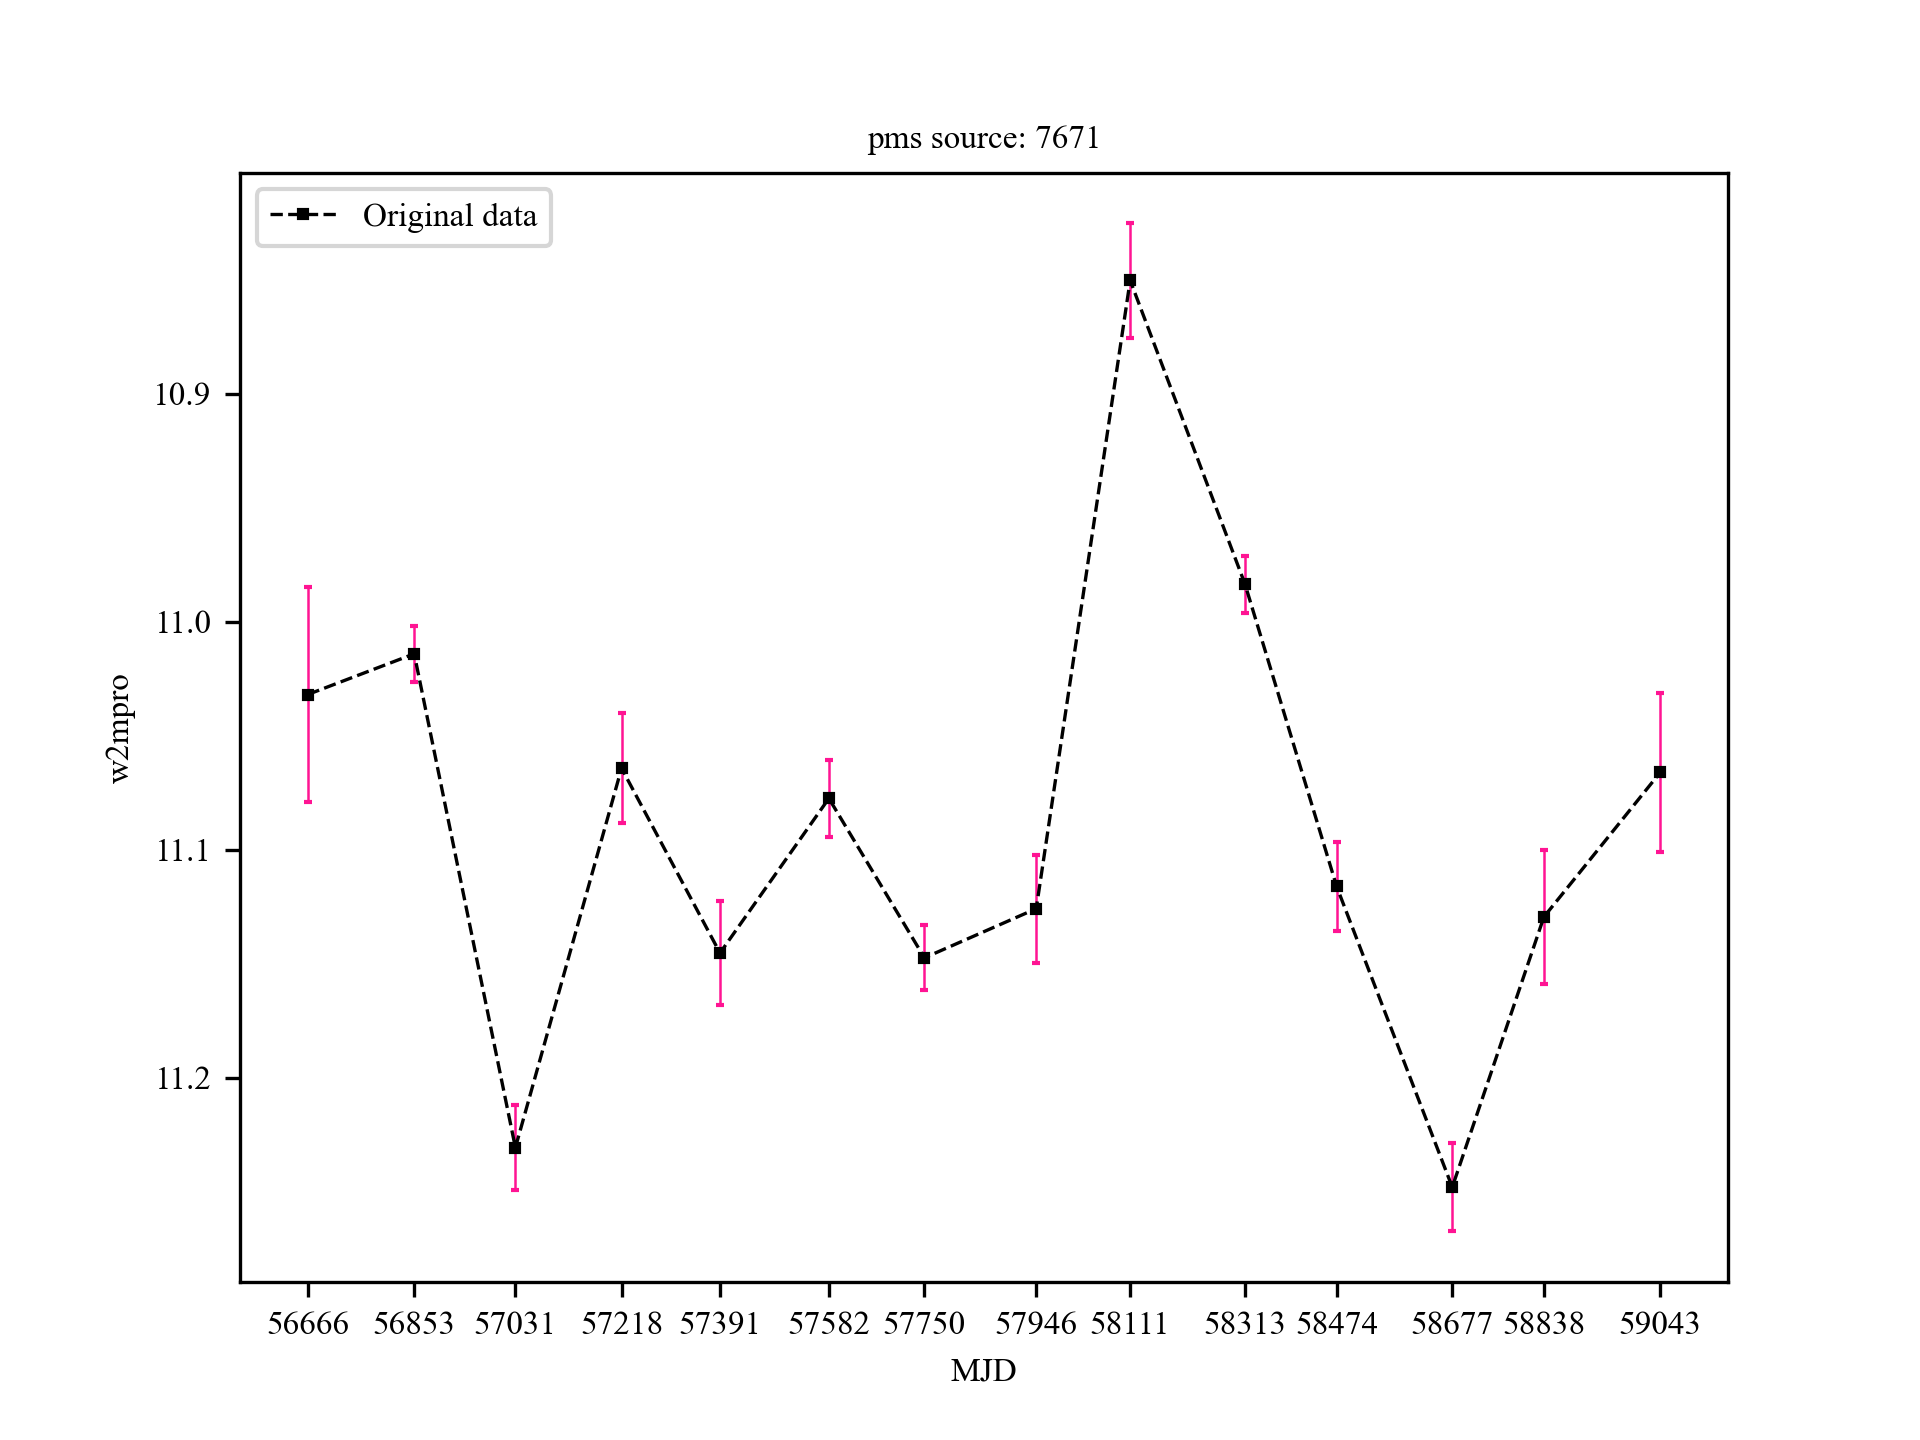 pms source: 7671
Original data
10.9
11.0
11.1
11.2
w2mpro
56666 56853 57031 57218 57391 57582 57750 57946 58111 58313 58474 58677 58838 59043
MJD